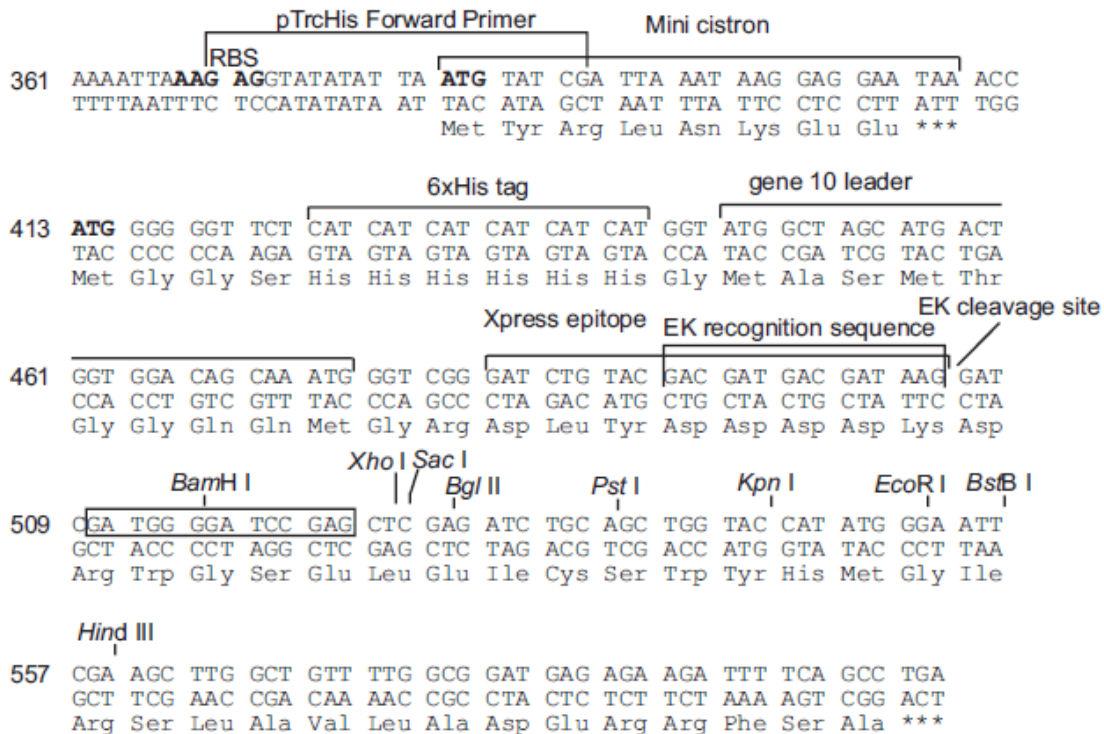 pTrcHis Forward Primer
Mini cistron
RBS
361 AAAATTAAAG AGGTATATAT TA ATG TAT CGA TTA AAT AAG GAG GAA TAA ACC
TTTTAATTTC TCCATATATA AT TAC ATA GCT AAT TTA TTC CTC CTT ATT TGG
Met Tyr Arg Leu Asn Lys Glu Glu ***
6xHis tag
gene 10 leader
413 ATG GGG GGT TCT CAT CAT CAT CAT CAT CAT GGT ATG GCT AGC ATG ACT
TAC CCC CCA AGA GTA GTA GTA GTA GTA GTA CCA TAC CGA TCG TAC TGA
Met Gly Gly Ser His His His His His His Gly Met Ala Ser Met Thr
EK cleavage site
Xpress epitope
EK recognition sequence
461 GGT GGA CAG CAA ATG GGT CGG GAT CTG TAC GAC GAT GAC GAT AAG GAT
CCA CCT GTC GTT TAC CCA GCC CTA GAC ATG CTG CTA CTG CTA TTC CTA
Gly Gly Gln Gln Met Gly Arg Asp Leu Tyr Asp Asp Asp Asp Lys Asp
Xho I Sac I
BamH I Bgl II Pst I Kpn I EcoR I BstB I
509 CGA TGG GGA TCC GAG CTC GAG ATC TGC AGC TGG TAC CAT ATG GGA ATT
GCT ACC CCT AGG CTC GAG CTC TAG ACG TCG ACC ATG GTA TAC CCT TAA
Arg Trp Gly Ser Glu Leu Glu Ile Cys Ser Trp Tyr His Met Gly Ile
Hind III
557 CGA AGC TTG GCT GTT TTG GCG GAT GAG AGA AGA TTT TCA GCC TGA
GCT TCG AAC CGA CAA AAC CGC CTA CTC TCT TCT AAA AGT CGG ACT
Arg Ser Leu Ala Val Leu Ala Asp Glu Arg Arg Phe Ser Ala ***